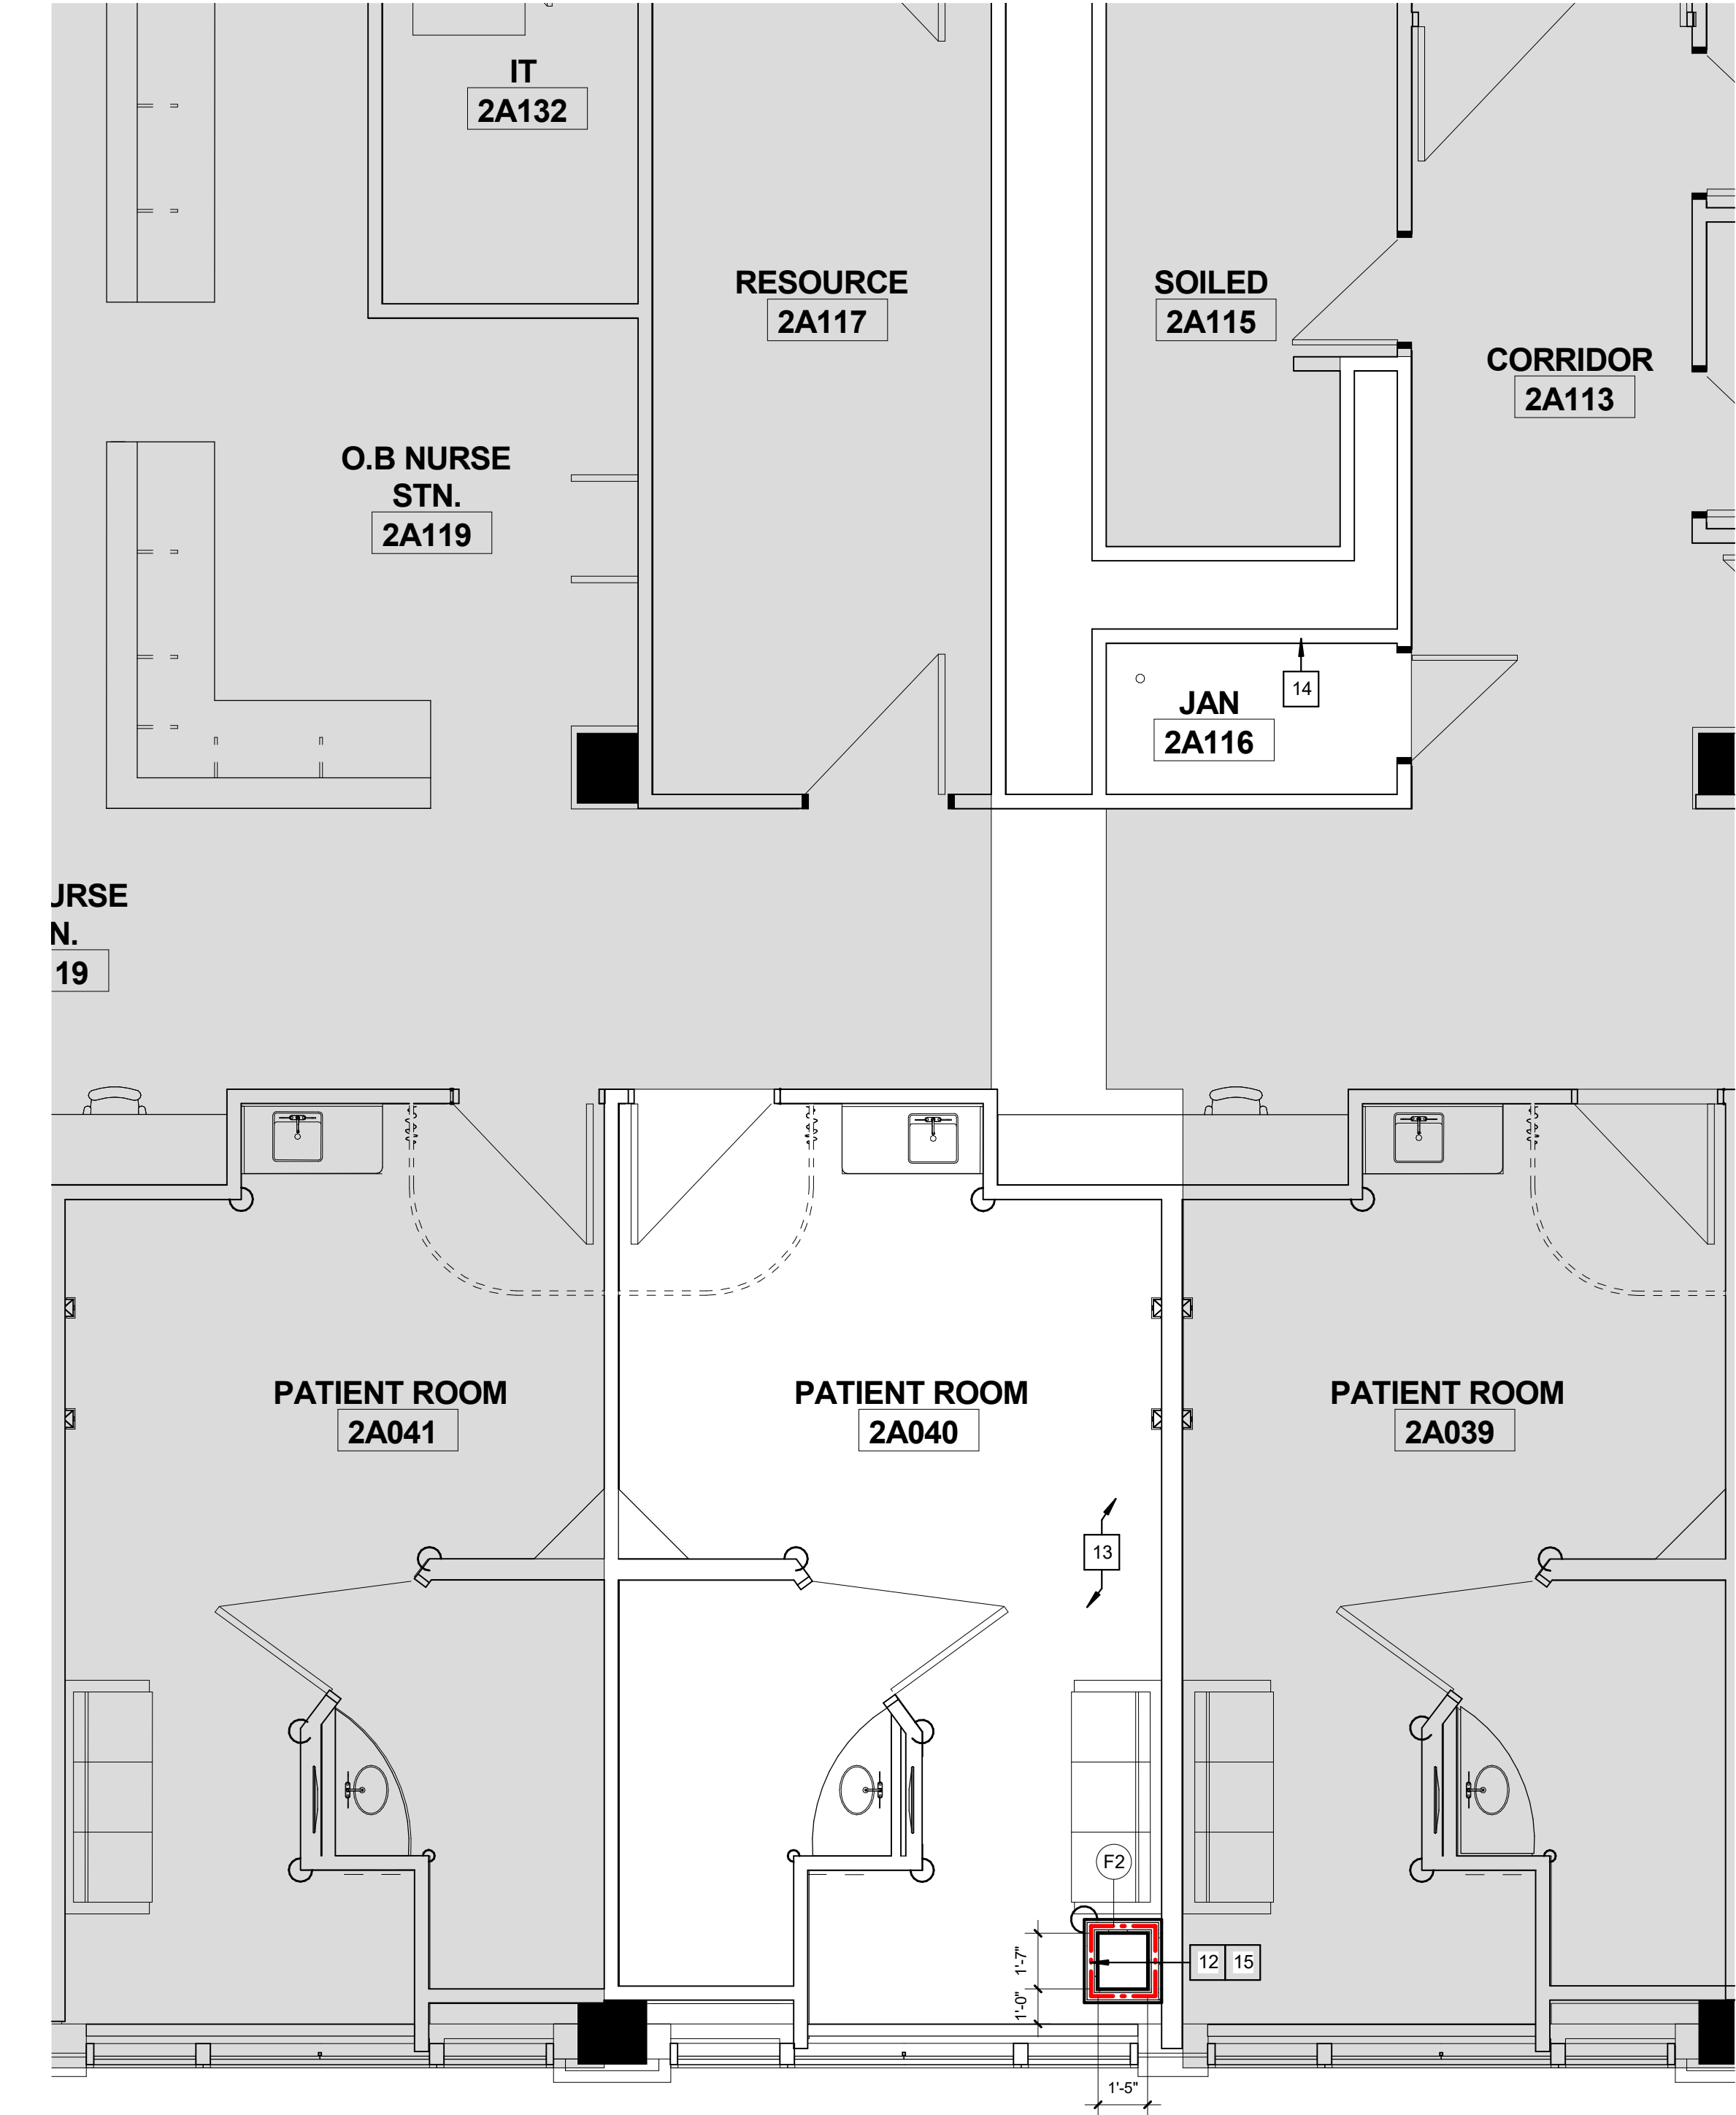 IT
2A132
RESOURCE
2A117
SOILED
2A115
CORRIDOR
2A113
O.B NURSE
STN.
2A119
14
JAN
2A116
URSE
N.
19
PATIENT ROOM
2A041
PATIENT ROOM
2A040
PATIENT ROOM
2A039
13
F2
1'-7"
12 15
1'-0"
1'-5"